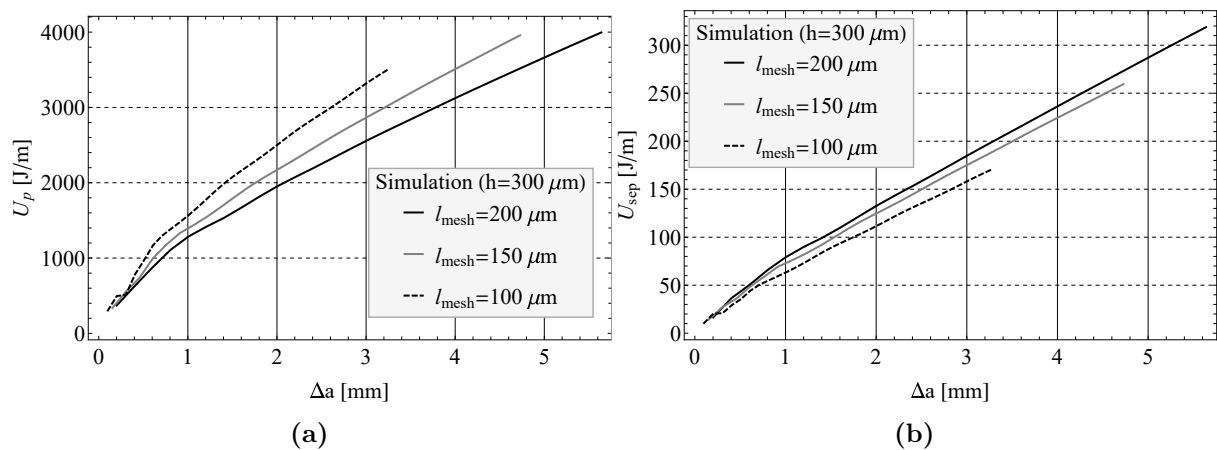 4000
3000
2000
1000
0
U_p [J/m]
Simulation (h=300 μm)
l_mesh=200 μm
l_mesh=150 μm
l_mesh=100 μm
0 1 2 3 4 5
Δa [mm]
(a)
300
250
200
150
100
50
0
U_sep [J/m]
Simulation (h=300 μm)
l_mesh=200 μm
l_mesh=150 μm
l_mesh=100 μm
0 1 2 3 4 5
Δa [mm]
(b)